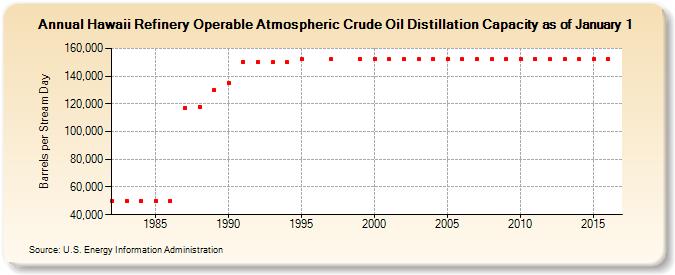 Annual Hawaii Refinery Operable Atmospheric Crude Oil Distillation Capacity as of January 1
Barrels per Stream Day
160,000
140,000
120,000
100,000
80,000
60,000
40,000
1985 1990 1995 2000 2005 2010 2015
Source: U.S. Energy Information Administration